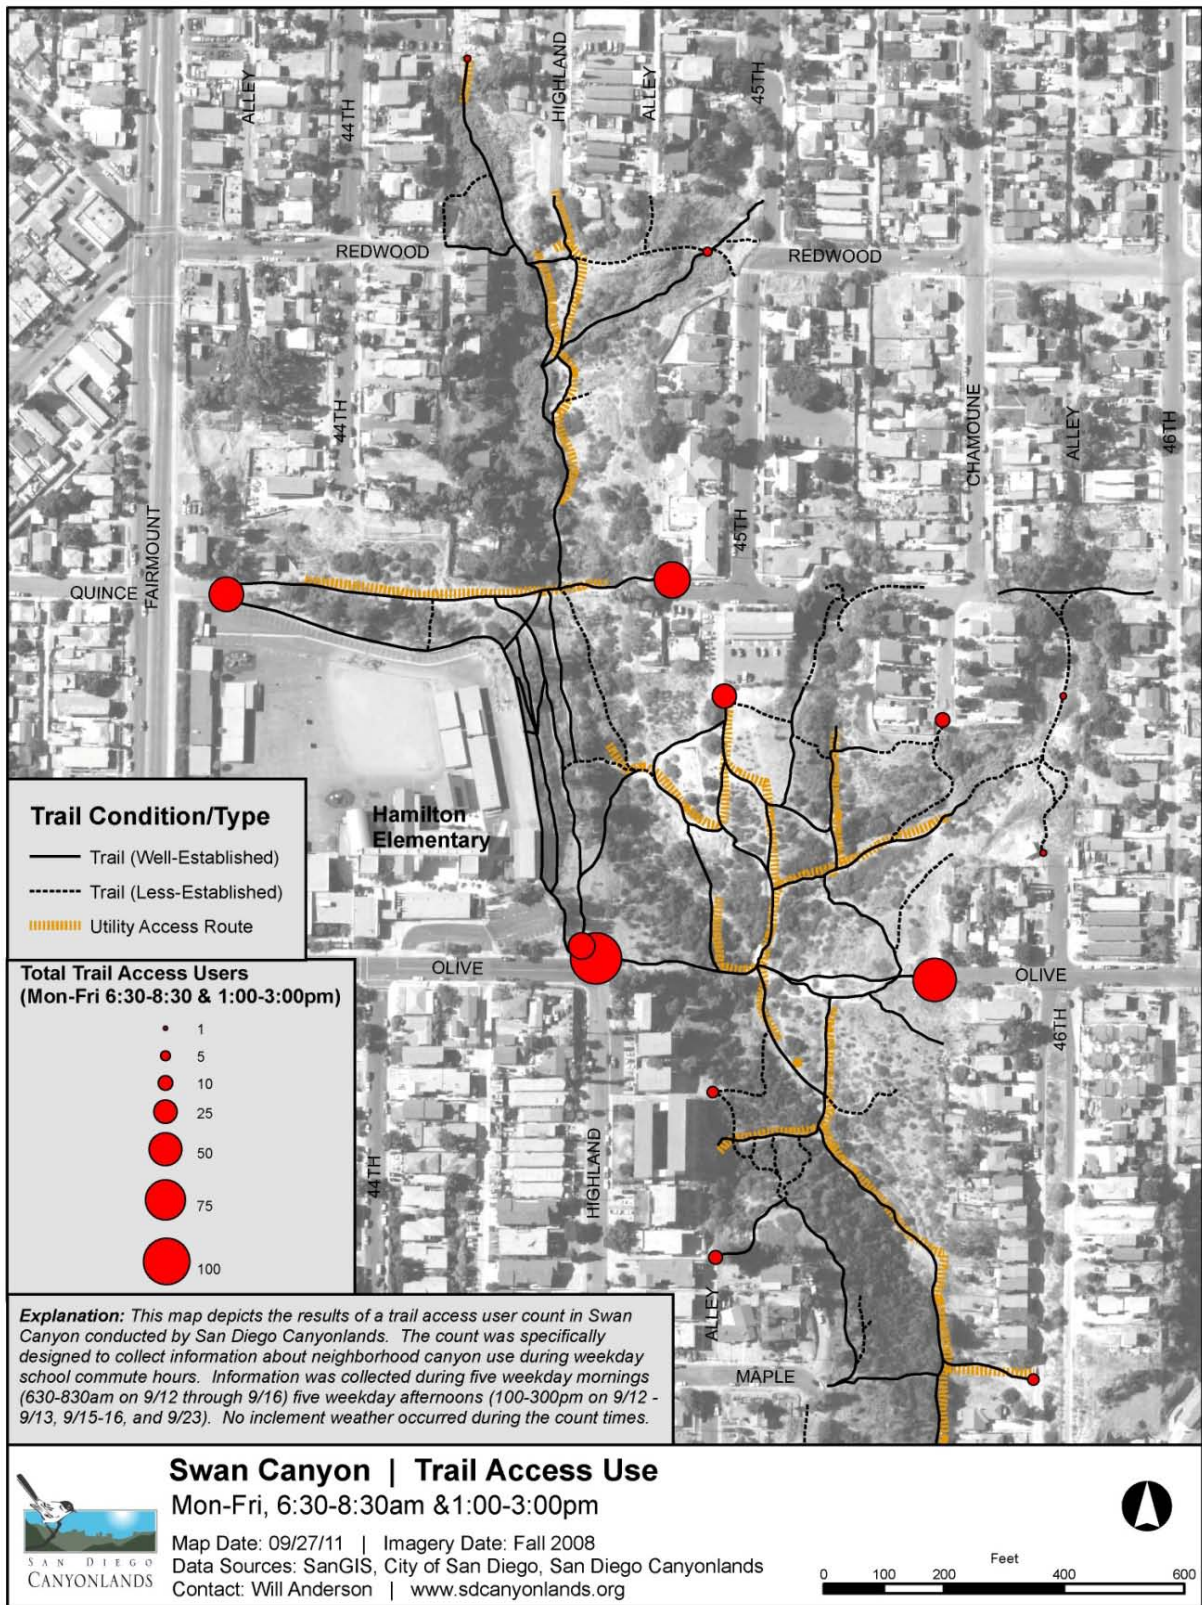 ALLEY
44TH
HIGHLAND
ALLEY
45TH
REDWOOD
REDWOOD
44TH
CHAMOUNE
ALLEY
46TH
FAIRMOUNT
45TH
QUINCE
Trail Condition/Type
Trail (Well-Established)
Trail (Less-Established)
Utility Access Route
Hamilton
Elementary
Total Trail Access Users
(Mon-Fri 6:30-8:30 & 1:00-3:00pm)
1
5
10
25
50
75
100
OLIVE
OLIVE
46TH
44TH
HIGHLAND
ALLEY
MAPLE
Explanation: This map depicts the results of a trail access user count in Swan
Canyon conducted by San Diego Canyonlands. The count was specifically
designed to collect information about neighborhood canyon use during weekday
school commute hours. Information was collected during five weekday mornings
(630-830am on 9/12 through 9/16) five weekday afternoons (100-300pm on 9/12 -
9/13, 9/15-16, and 9/23). No inclement weather occurred during the count times.
SAN DIEGO
CANYONLANDS
Swan Canyon | Trail Access Use
Mon-Fri, 6:30-8:30am &1:00-3:00pm
Map Date: 09/27/11 | Imagery Date: Fall 2008
Data Sources: SanGIS, City of San Diego, San Diego Canyonlands
Contact: Will Anderson | www.sdcanyonlands.org
Feet
0 100 200 400 600